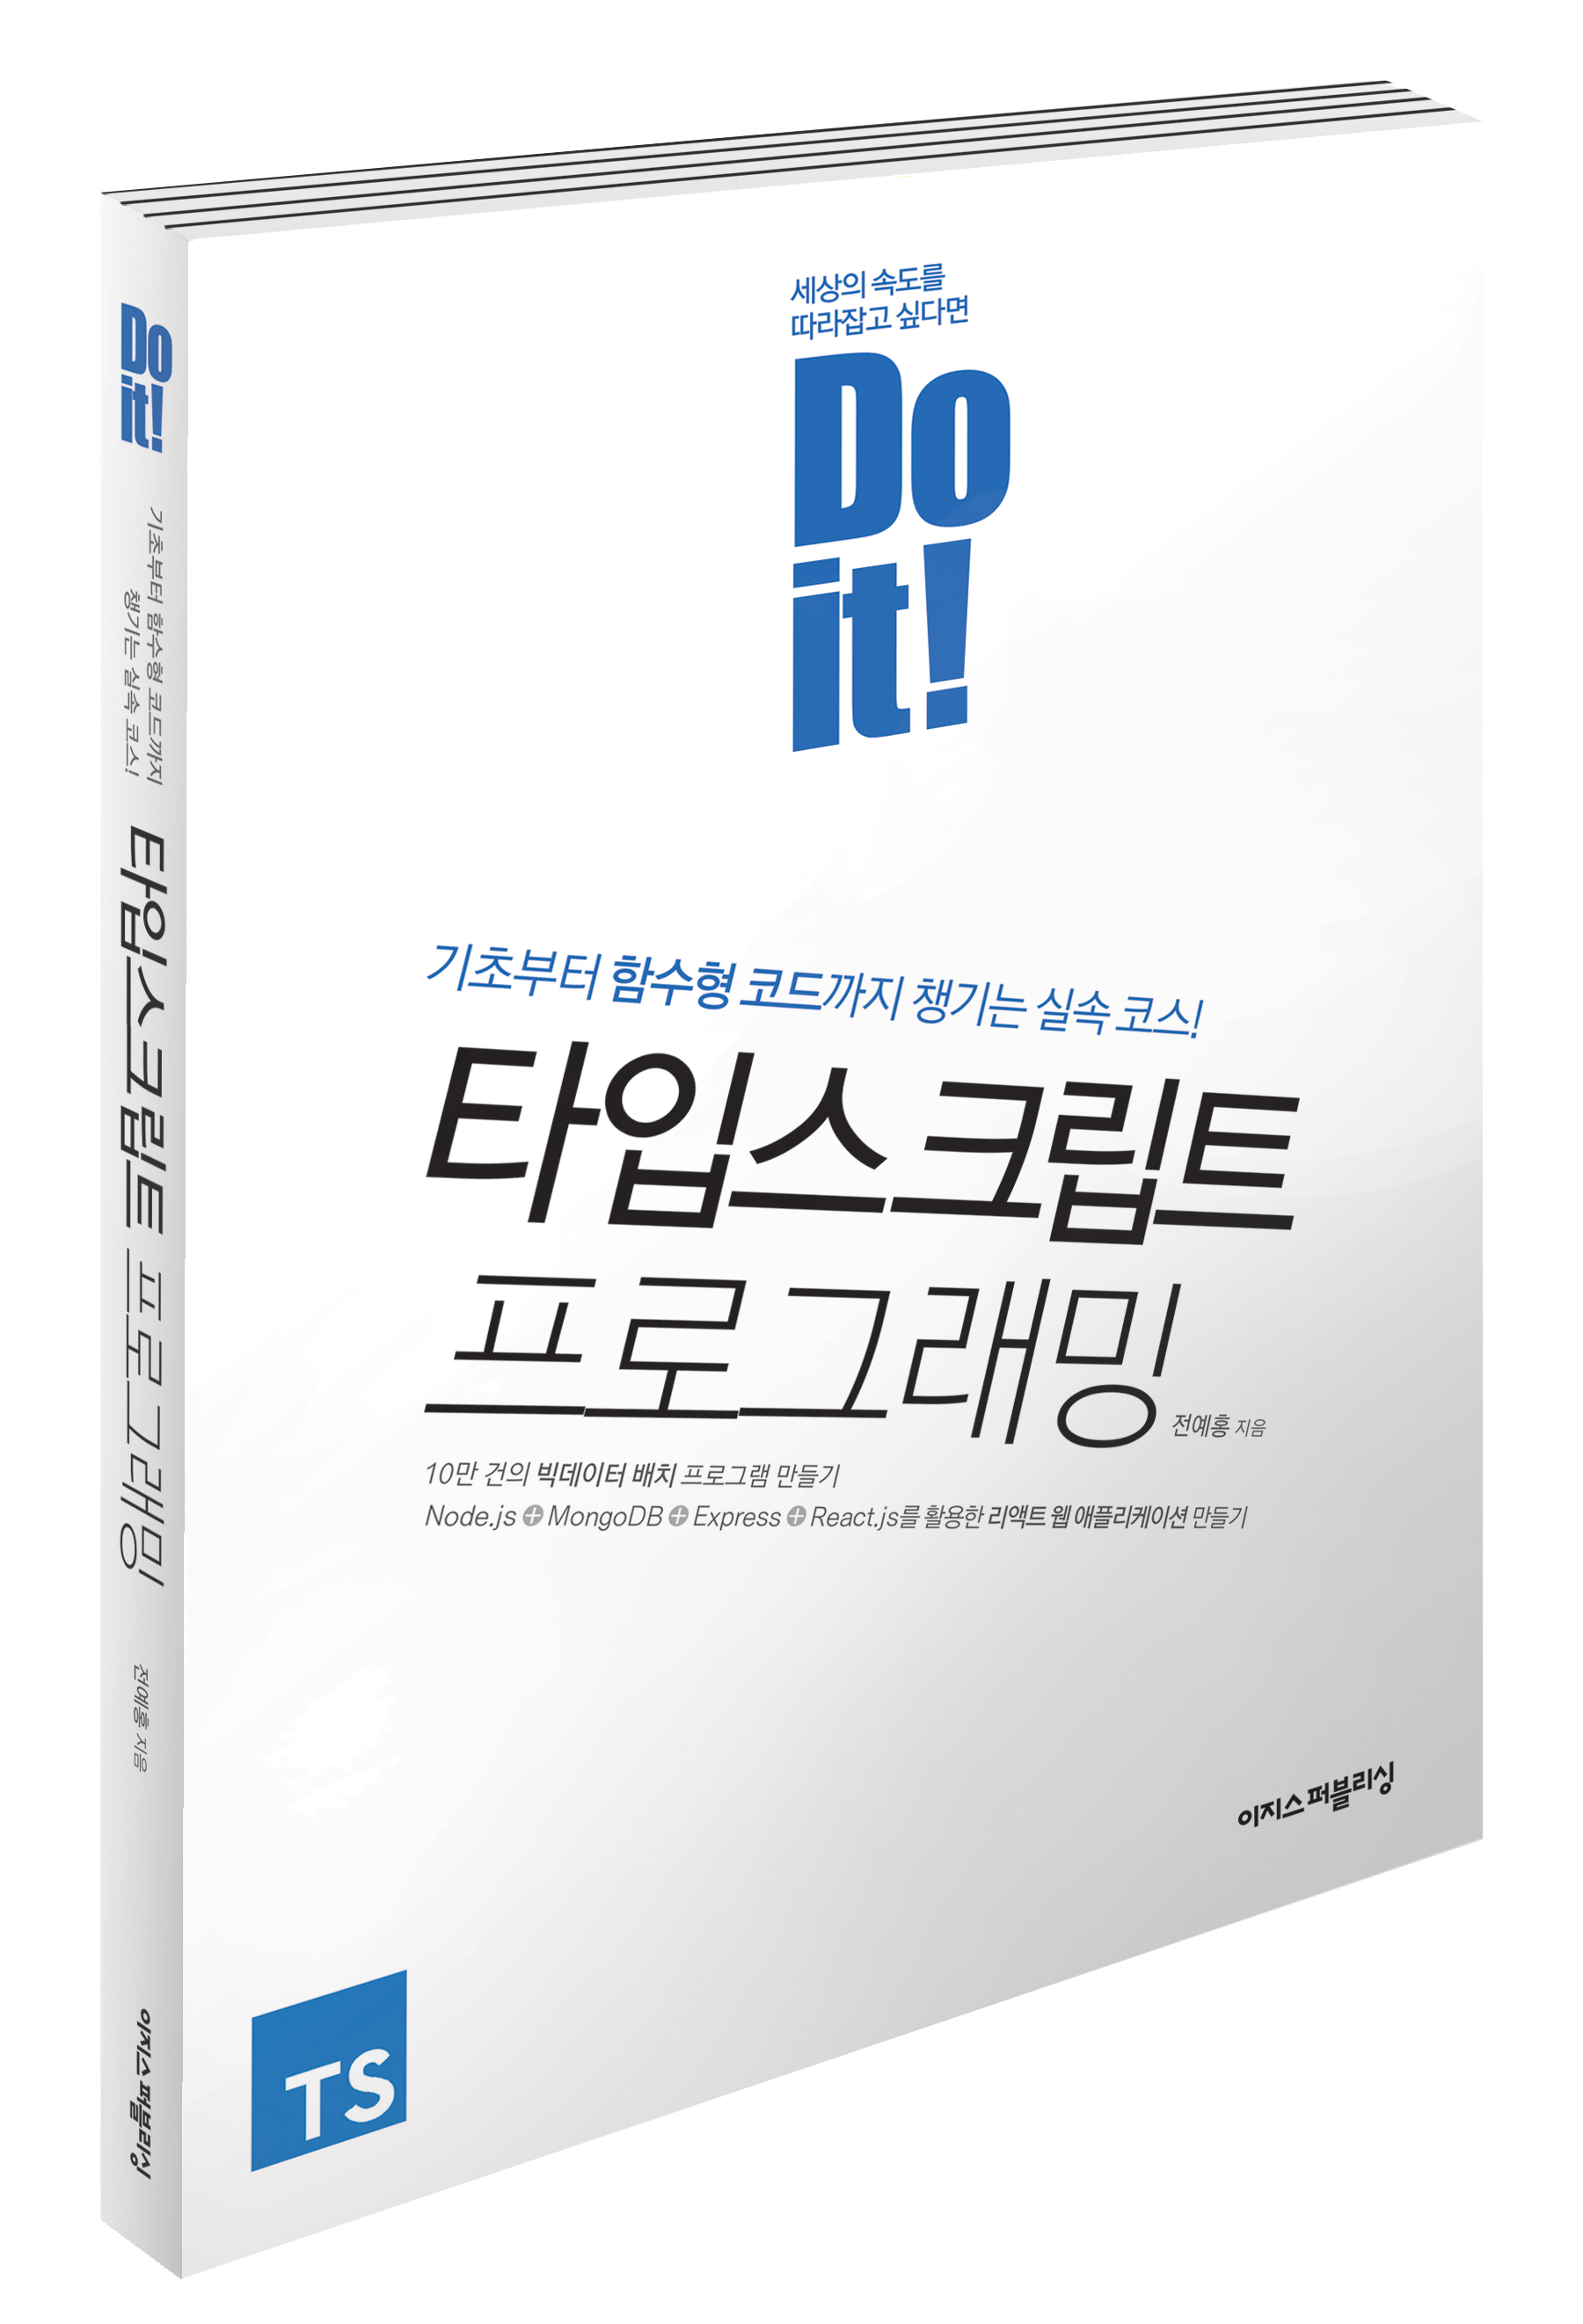 세상의 속도를
따라잡고 싶다면
Do
it!
기초부터 함수형 코드까지 챙기는 실속 코스!
타입스크립트
프로그래밍
전예홍 지음
10만 건의 빅데이터 배치 프로그램 만들기
Node.js + MongoDB + Express + React.js를 활용한 리액트 웹 애플리케이션 만들기
이지스 퍼블리싱
TS
Do
it!
기초부터 함수형 코드까지
챙기는 실속 코스!
타입스크립트 프로그래밍
전예홍 지음
이지스 퍼블리싱